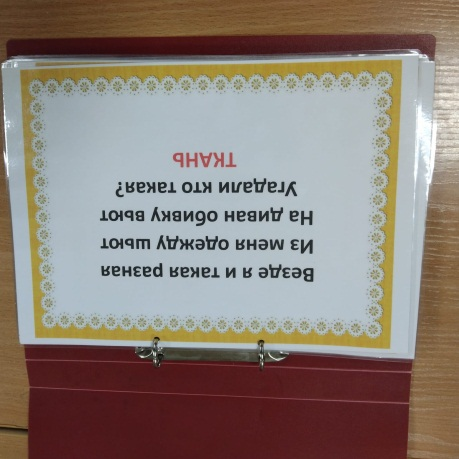 Везде я и такая разная
Из меня одежду шьют
На диван обивку вьют
Угадали кто такая?
ТКАНЬ